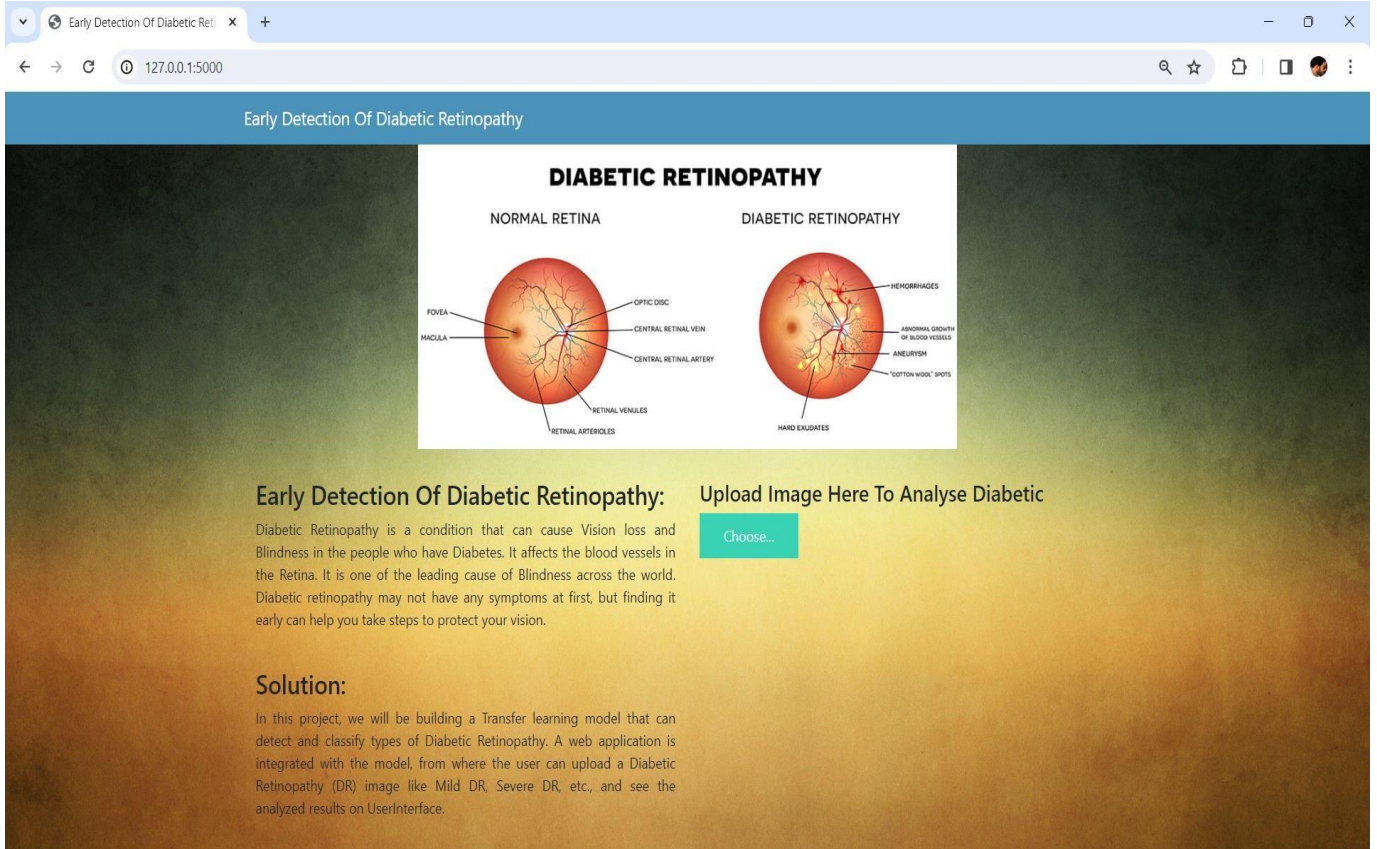 Early Detection Of Diabetic Reti
127.0.0.1:5000
Early Detection Of Diabetic Retinopathy
DIABETIC RETINOPATHY
NORMAL RETINA
DIABETIC RETINOPATHY
FOVEA
MACULA
OPTIC DISC
CENTRAL RETINAL VEIN
CENTRAL RETINAL ARTERY
RETINAL VENULES
RETINAL ARTERIOLES
HEMORRHAGES
ABNORMAL GROWTH
OF BLOOD VESSELS
ANEURYSM
"COTTON WOOL" SPOTS
HARD EXUDATES
Early Detection Of Diabetic Retinopathy:
Diabetic Retinopathy is a condition that can cause Vision loss and
Blindness in the people who have Diabetes. It affects the blood vessels in
the Retina. It is one of the leading cause of Blindness across the world.
Diabetic retinopathy may not have any symptoms at first, but finding it
early can help you take steps to protect your vision.
Solution:
In this project, we will be building a Transfer learning model that can
detect and classify types of Diabetic Retinopathy. A web application is
integrated with the model, from where the user can upload a Diabetic
Retinopathy (DR) image like Mild DR, Severe DR, etc., and see the
analyzed results on UserInterface.
Upload Image Here To Analyse Diabetic
Choose...